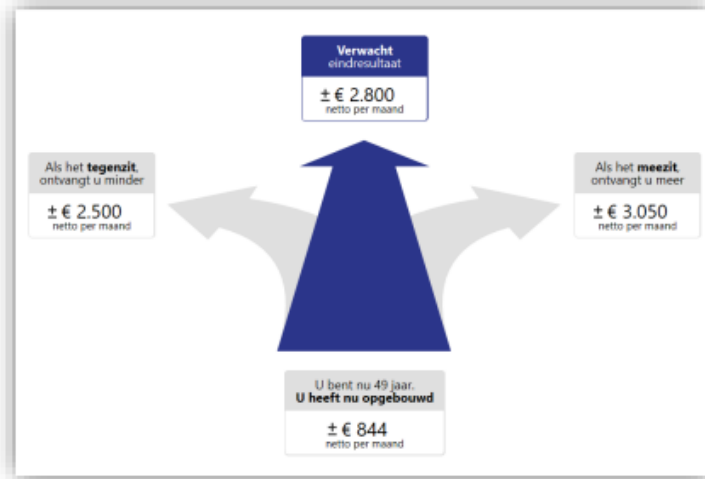 Verwacht
eindresultaat
± € 2.800
netto per maand
Als het tegenzit,
ontvangt u minder
± € 2.500
netto per maand
Als het meezit,
ontvangt u meer
± € 3.050
netto per maand
U bent nu 49 jaar.
U heeft nu opgebouwd
± € 844
netto per maand